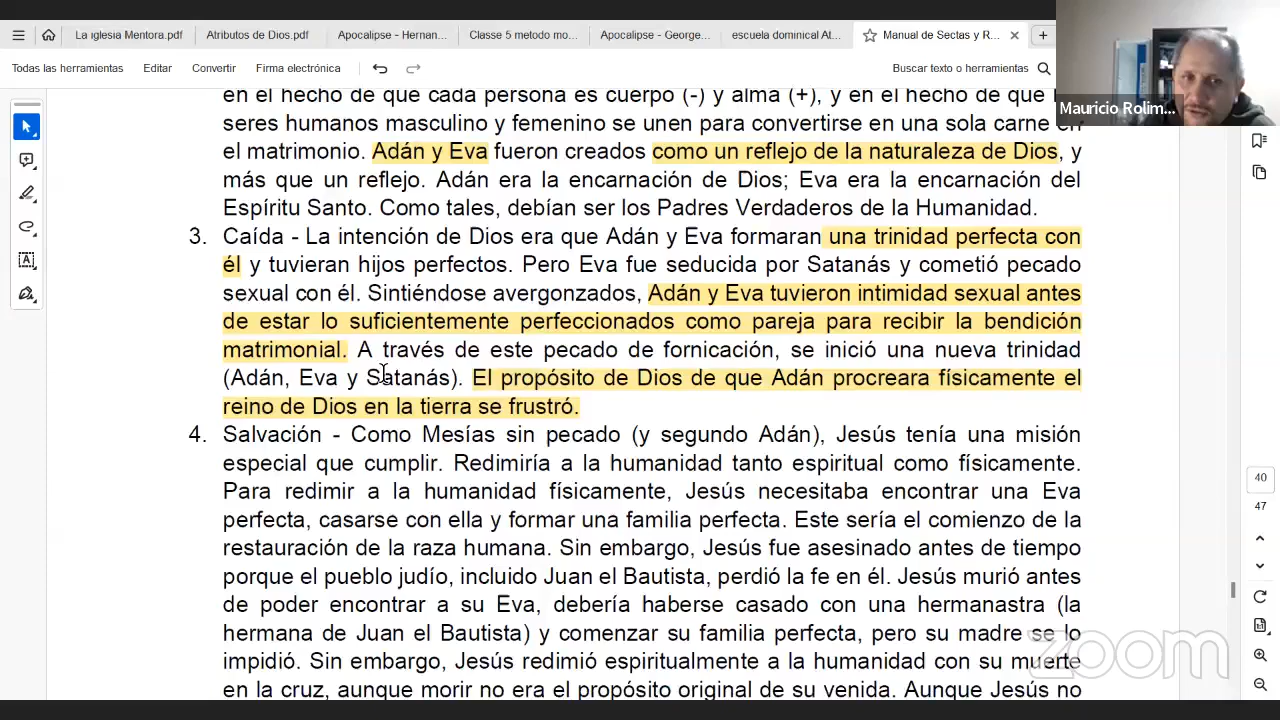 La iglesia Mentora.pdf
Atributos de Dios.pdf
Apocalipse - Hernan...
Classe 5 metodo mo...
Apocalipse - George...
escuela dominical Al...
Manual de Sectas y R...
Todas las herramientas
Editar
Convertir
Firma electrónica
Buscar texto o herramientas
Mauricio Rolim...
en el hecho de que cada persona es cuerpo (-) y alma (+), y en el hecho de que
seres humanos masculino y femenino se unen para convertirse en una sola carne en
el matrimonio. Adán y Eva fueron creados como un reflejo de la naturaleza de Dios, y
más que un reflejo. Adán era la encarnación de Dios; Eva era la encarnación del
Espíritu Santo. Como tales, debían ser los Padres Verdaderos de la Humanidad.
3. Caída - La intención de Dios era que Adán y Eva formaran una trinidad perfecta con
él y tuvieran hijos perfectos. Pero Eva fue seducida por Satanás y cometió pecado
sexual con él. Sintiéndose avergonzados, Adán y Eva tuvieron intimidad sexual antes
de estar lo suficientemente perfeccionados como pareja para recibir la bendición
matrimonial. A través de este pecado de fornicación, se inició una nueva trinidad
(Adán, Eva y Satanás). El propósito de Dios de que Adán procreara físicamente el
reino de Dios en la tierra se frustró.
4. Salvación - Como Mesías sin pecado (y segundo Adán), Jesús tenía una misión
especial que cumplir. Redimiría a la humanidad tanto espiritual como físicamente.
Para redimir a la humanidad físicamente, Jesús necesitaba encontrar una Eva
perfecta, casarse con ella y formar una familia perfecta. Este sería el comienzo de la
restauración de la raza humana. Sin embargo, Jesús fue asesinado antes de tiempo
porque el pueblo judío, incluido Juan el Bautista, perdió la fe en él. Jesús murió antes
de poder encontrar a su Eva, debería haberse casado con una hermanastra (la
hermana de Juan el Bautista) y comenzar su familia perfecta, pero su madre se lo
impidió. Sin embargo, Jesús redimió espiritualmente a la humanidad con su muerte
en la cruz, aunque morir no era el propósito original de su venida. Aunque Jesús no
40
47
zoom